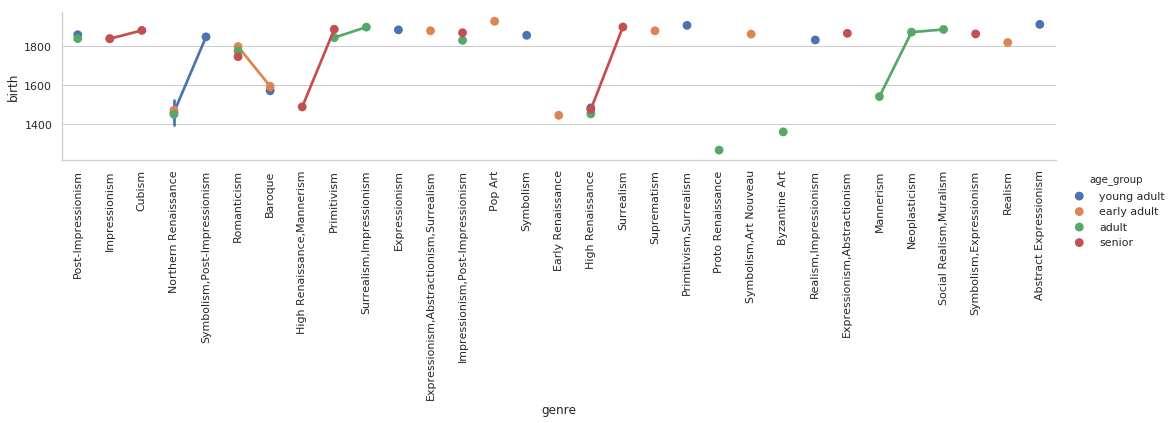 birth
1800
1600
1400
Post-Impressionism
Impressionism
Cubism
Northern Renaissance
Symbolism,Post-Impressionism
Romanticism
Baroque
High Renaissance,Mannerism
Primitivism
Surrealism,Impressionism
Expressionism
Expressionism,Abstractionism,Surrealism
Impressionism,Post-Impressionism
Pop Art
Symbolism
Early Renaissance
High Renaissance
Surrealism
Suprematism
Primitivism,Surrealism
Proto Renaissance
Symbolism,Art Nouveau
Byzantine Art
Realism,Impressionism
Expressionism,Abstractionism
Mannerism
Neoplasticism
Social Realism,Muralism
Symbolism,Expressionism
Realism
Abstract Expressionism
genre
age_group
young adult
early adult
adult
senior